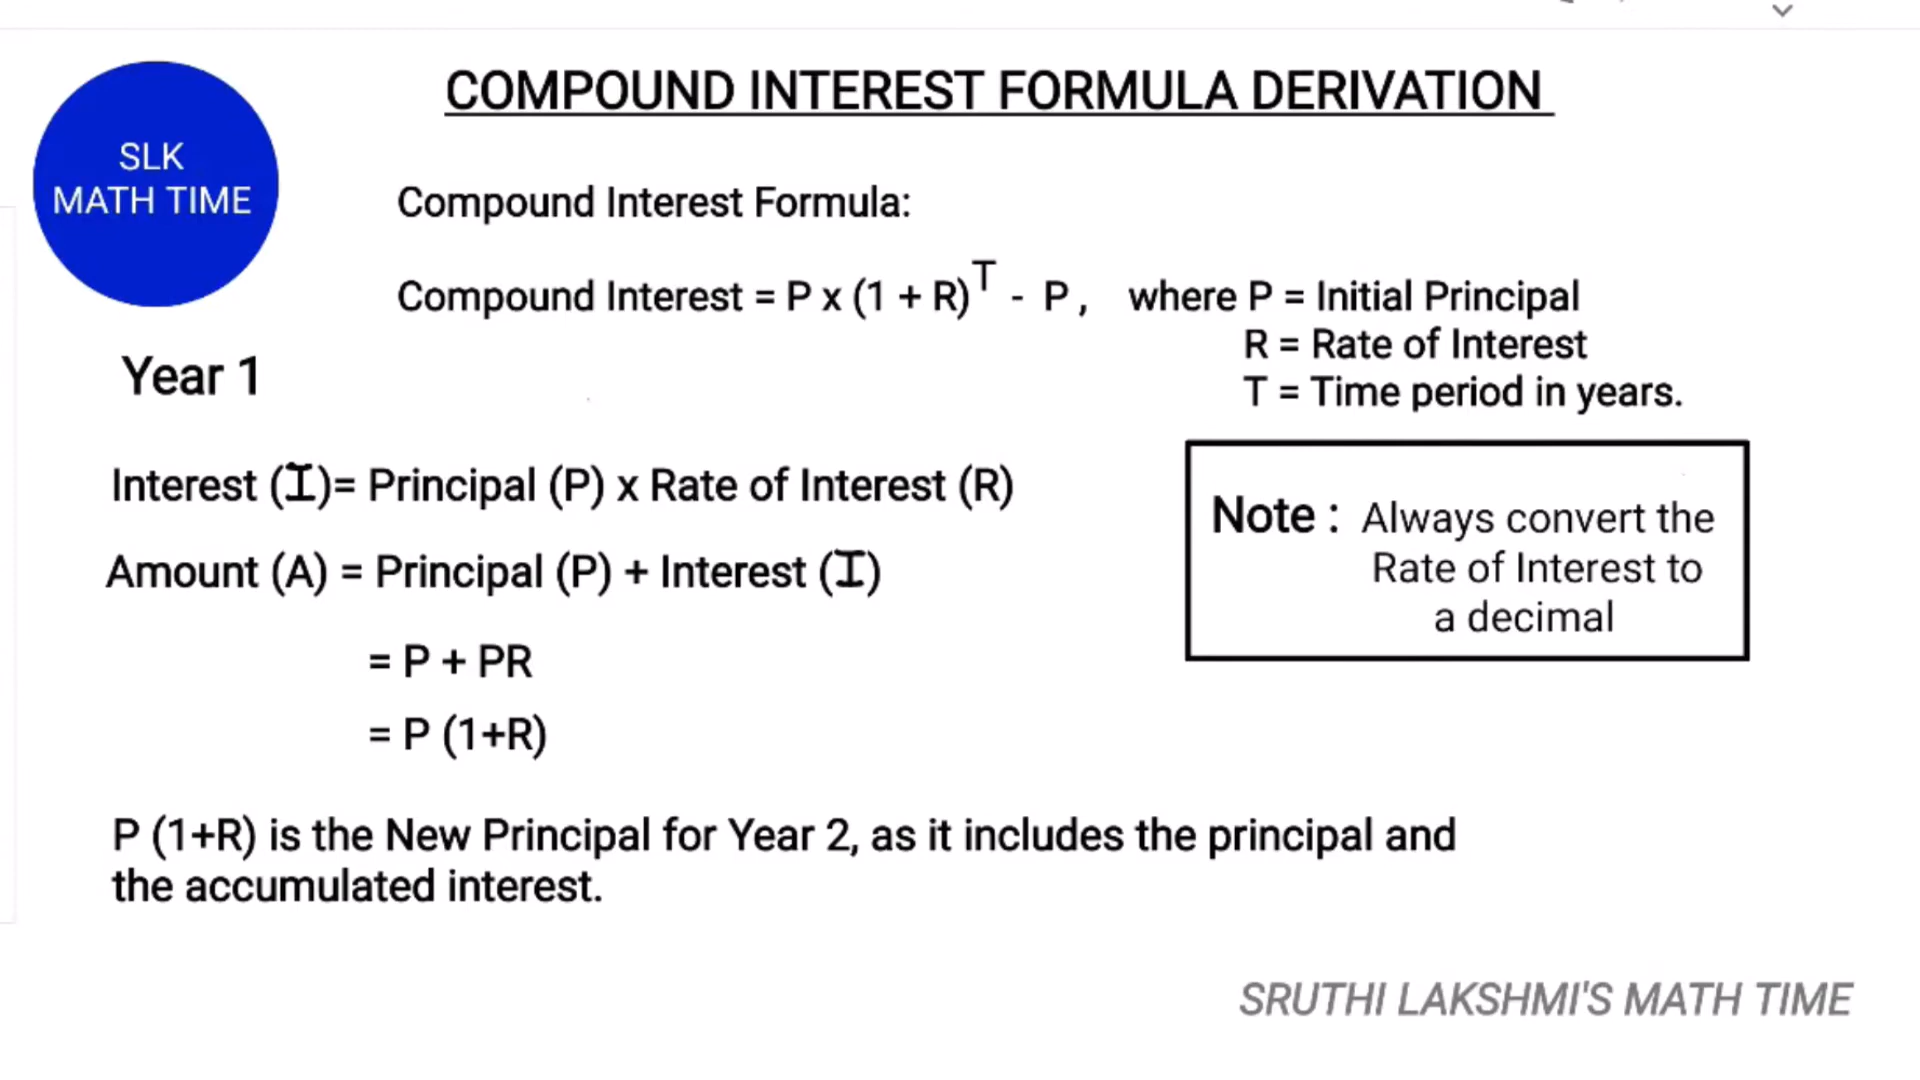 COMPOUND INTEREST FORMULA DERIVATION
SLK
MATH TIME
Compound Interest Formula:
Compound Interest = P x (1 + R)^T - P, where P = Initial Principal
R = Rate of Interest
T = Time period in years.
Year 1
Interest (I)= Principal (P) x Rate of Interest (R)
Amount (A) = Principal (P) + Interest (I)
= P + PR
= P (1+R)
Note : Always convert the
Rate of Interest to
a decimal
P (1+R) is the New Principal for Year 2, as it includes the principal and
the accumulated interest.
SRUTHI LAKSHMI'S MATH TIME